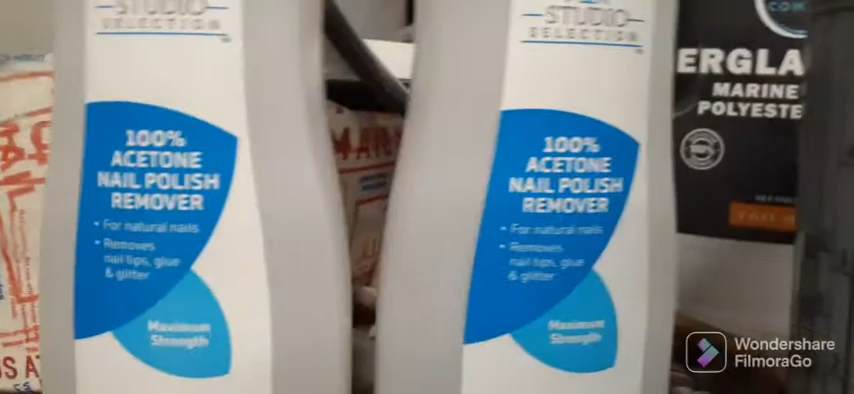 STUDIO
SELECTION
100%
ACETONE
NAIL POLISH
REMOVER
• For natural nails
• Removes
nail tips, glue
& glitter
Maximum
Strength
STUDIO
SELECTION
100%
ACETONE
NAIL POLISH
REMOVER
• For natural nails
• Removes
nail tips, glue
& glitter
Maximum
Strength
COM
ERGLA
MARINE
POLYESTE
100%
Wondershare
FilmoraGo